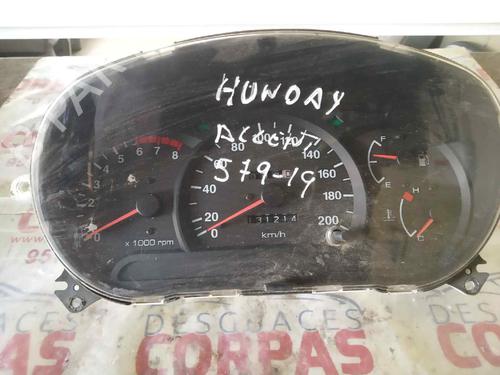 HUNDAY
ACCENT
579-19
0 1 2 3 4 5 6 7 8
x 1000 rpm
0 20 40 60 80 100 120 140 160 180 200
131214
km/h
F
E
H
C
DESGUACES
CORPAS